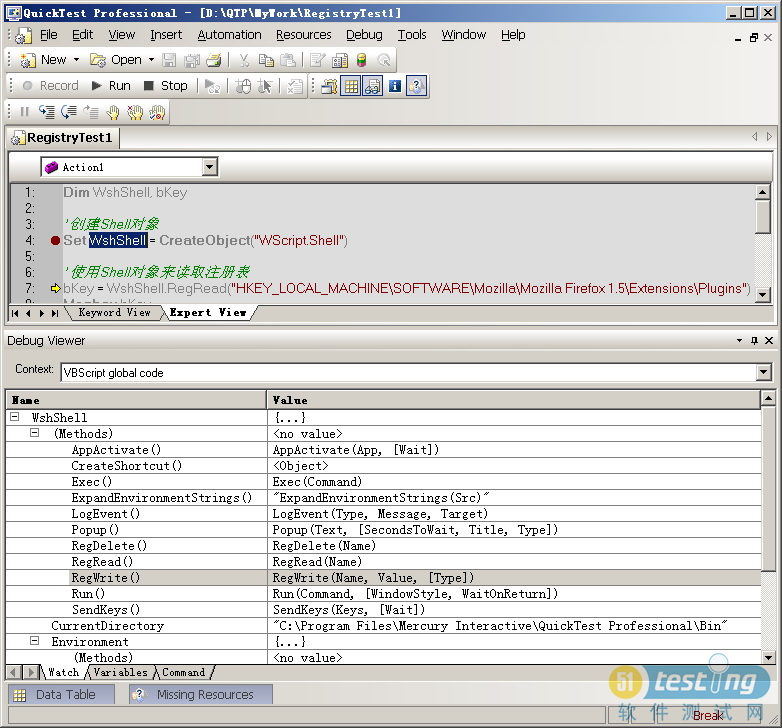 QuickTest Professional - [D:\QTP\MyWork\RegistryTest1]
File Edit View Insert Automation Resources Debug Tools Window Help
New Open
Record Run Stop
RegistryTest1
Action1
1: Dim WshShell, bKey
2:
3: '创建Shell对象
4: Set WshShell = CreateObject("WScript.Shell")
5:
6: '使用Shell对象来读取注册表
7: bKey = WshShell.RegRead("HKEY_LOCAL_MACHINE\SOFTWARE\Mozilla\Mozilla Firefox 1.5\Extensions\Plugins")
Keyword View Expert View
Debug Viewer
Context: VBScript global code
Name Value
WshShell {...}
(Methods) <no value>
AppActivate() AppActivate(App, [Wait])
CreateShortcut() <Object>
Exec() Exec(Command)
ExpandEnvironmentStrings() "ExpandEnvironmentStrings(Src)"
LogEvent() LogEvent(Type, Message, Target)
Popup() Popup(Text, [SecondsToWait, Title, Type])
RegDelete() RegDelete(Name)
RegRead() RegRead(Name)
RegWrite() RegWrite(Name, Value, [Type])
Run() Run(Command, [WindowStyle, WaitOnReturn])
SendKeys() SendKeys(Keys, [Wait])
CurrentDirectory "C:\Program Files\Mercury Interactive\QuickTest Professional\Bin"
Environment {...}
(Methods) <no value>
Watch Variables Command
Data Table Missing Resources
51 testing
软件测试网
Break